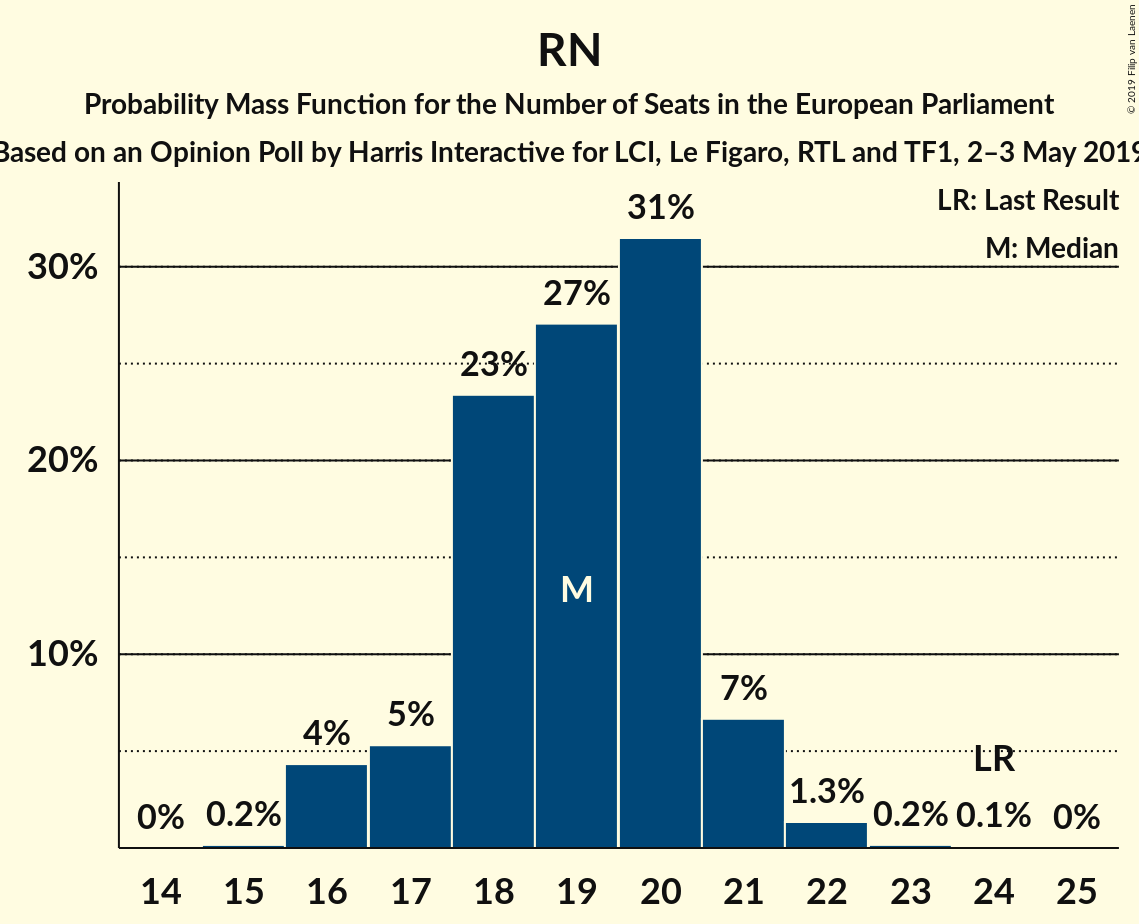 RN
Probability Mass Function for the Number of Seats in the European Parliament
Based on an Opinion Poll by Harris Interactive for LCI, Le Figaro, RTL and TF1, 2–3 May 2019
© 2019 Filip van Laenen
LR: Last Result
M: Median
30%
20%
10%
0%
0.2%
4%
5%
23%
27%
31%
7%
1.3%
0.2%
0.1%
0%
M
LR
14 15 16 17 18 19 20 21 22 23 24 25